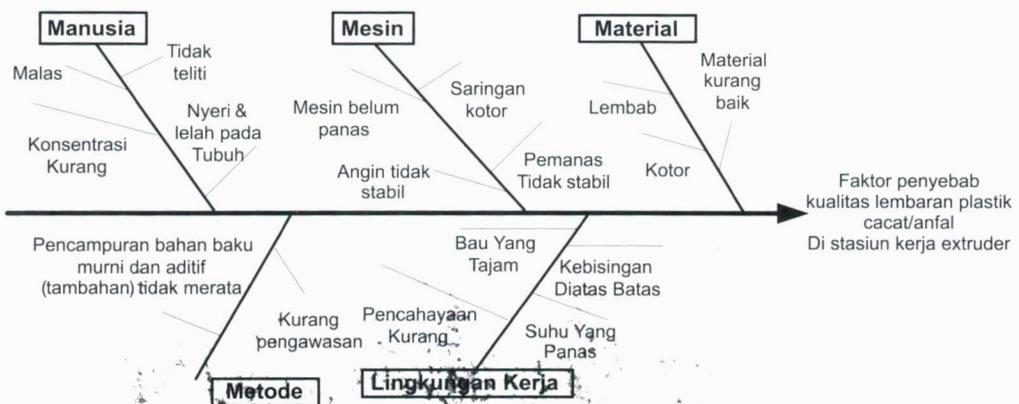 Manusia
Mesin
Material
Malas
Tidak
teliti
Konsentrasi
Kurang
Nyeri &
lelah pada
Tubuh
Mesin belum
panas
Saringan
kotor
Angin tidak
stabil
Pemanas
Tidak stabil
Lembab
Material
kurang
baik
Kotor
Faktor penyebab
kualitas lembaran plastik
cacat/anfal
Di stasiun kerja extruder
Pencampuran bahan baku
murni dan aditif
(tambahan) tidak merata
Kurang
pengawasan
Bau Yang
Tajam
Kebisingan
Diatas Batas
Pencahayaan
Kurang
Suhu Yang
Panas
Metode
Lingkungan Kerja